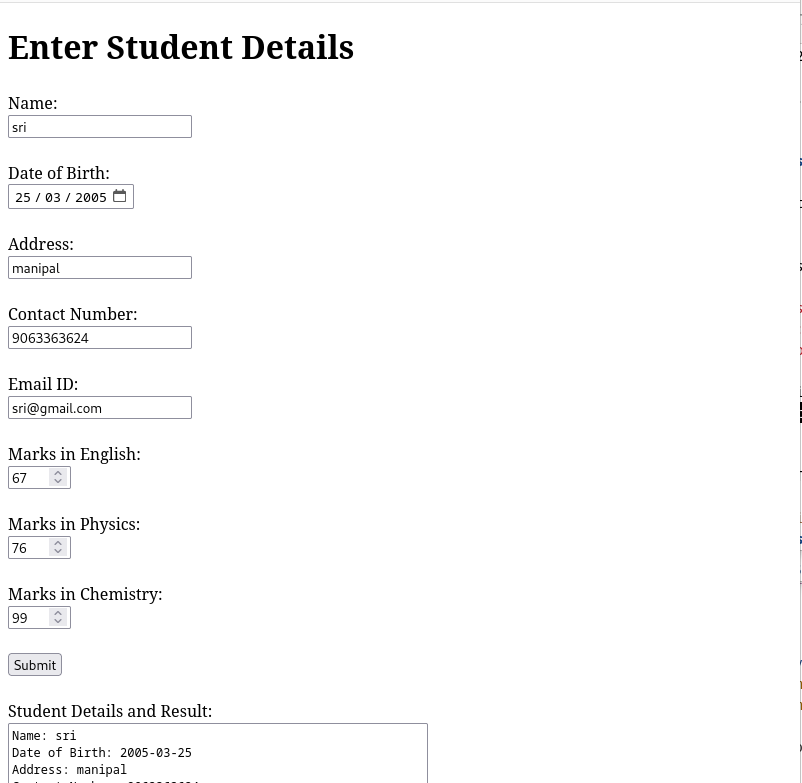 Enter Student Details
Name:
sri
Date of Birth:
25 / 03 / 2005
Address:
manipal
Contact Number:
9063363624
Email ID:
sri@gmail.com
Marks in English:
67
Marks in Physics:
76
Marks in Chemistry:
99
Submit
Student Details and Result:
Name: sri
Date of Birth: 2005-03-25
Address: manipal